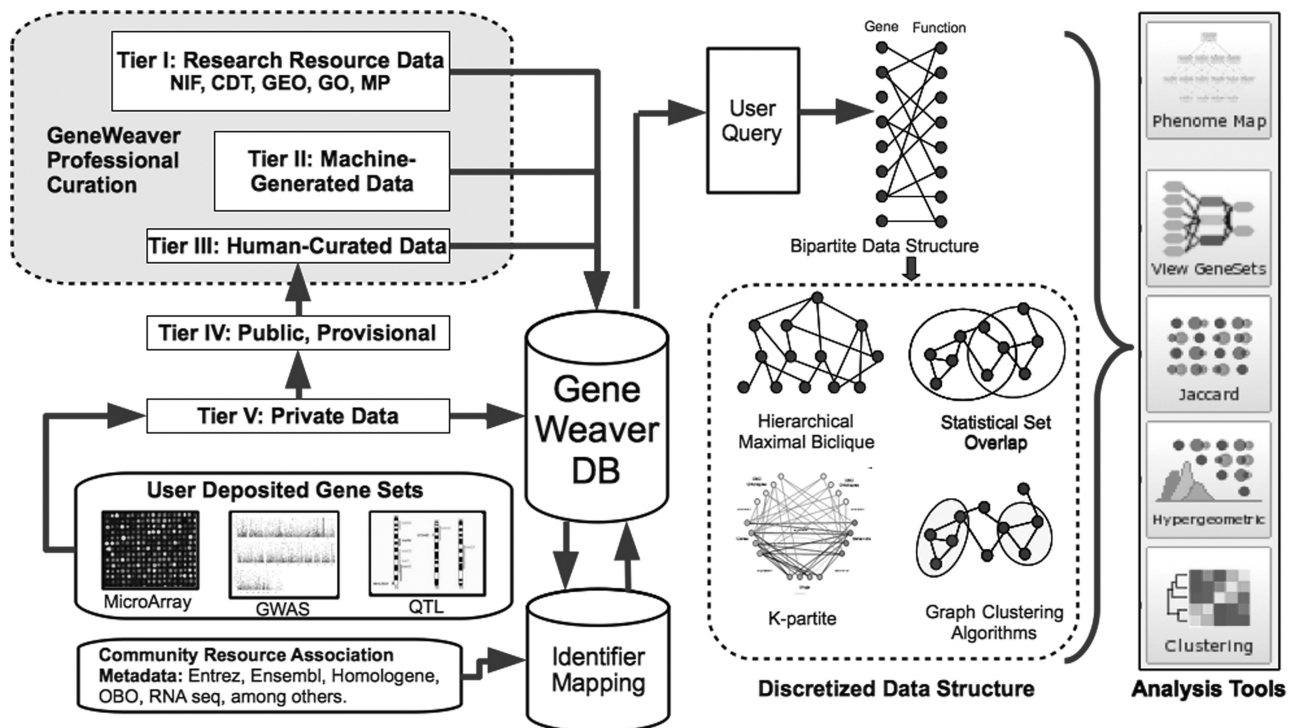 Tier I: Research Resource Data
NIF, CDT, GEO, GO, MP
GeneWeaver
Professional
Curation
Tier II: Machine-
Generated Data
Tier III: Human-Curated Data
Tier IV: Public, Provisional
Tier V: Private Data
User Deposited Gene Sets
MicroArray
GWAS
QTL
Community Resource Association
Metadata: Entrez, Ensembl, Homologene,
OBO, RNA seq, among others.
Gene
Weaver
DB
Identifier
Mapping
User
Query
Gene
Function
Bipartite Data Structure
Hierarchical
Maximal Biclique
Statistical Set
Overlap
K-partite
Graph Clustering
Algorithms
Discretized Data Structure
Phenome Map
View GeneSets
Jaccard
Hypergeometric
Clustering
Analysis Tools